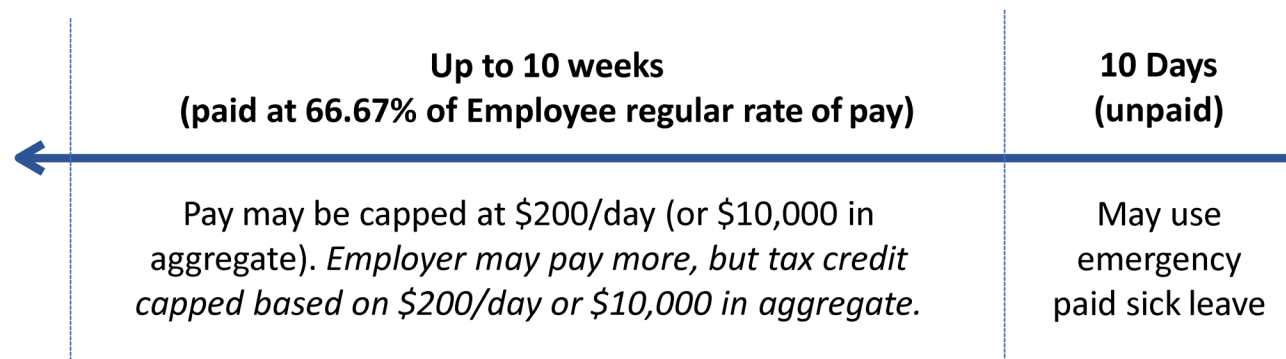 Up to 10 weeks
(paid at 66.67% of Employee regular rate of pay)
Pay may be capped at $200/day (or $10,000 in
aggregate). Employer may pay more, but tax credit
capped based on $200/day or $10,000 in aggregate.
10 Days
(unpaid)
May use
emergency
paid sick leave